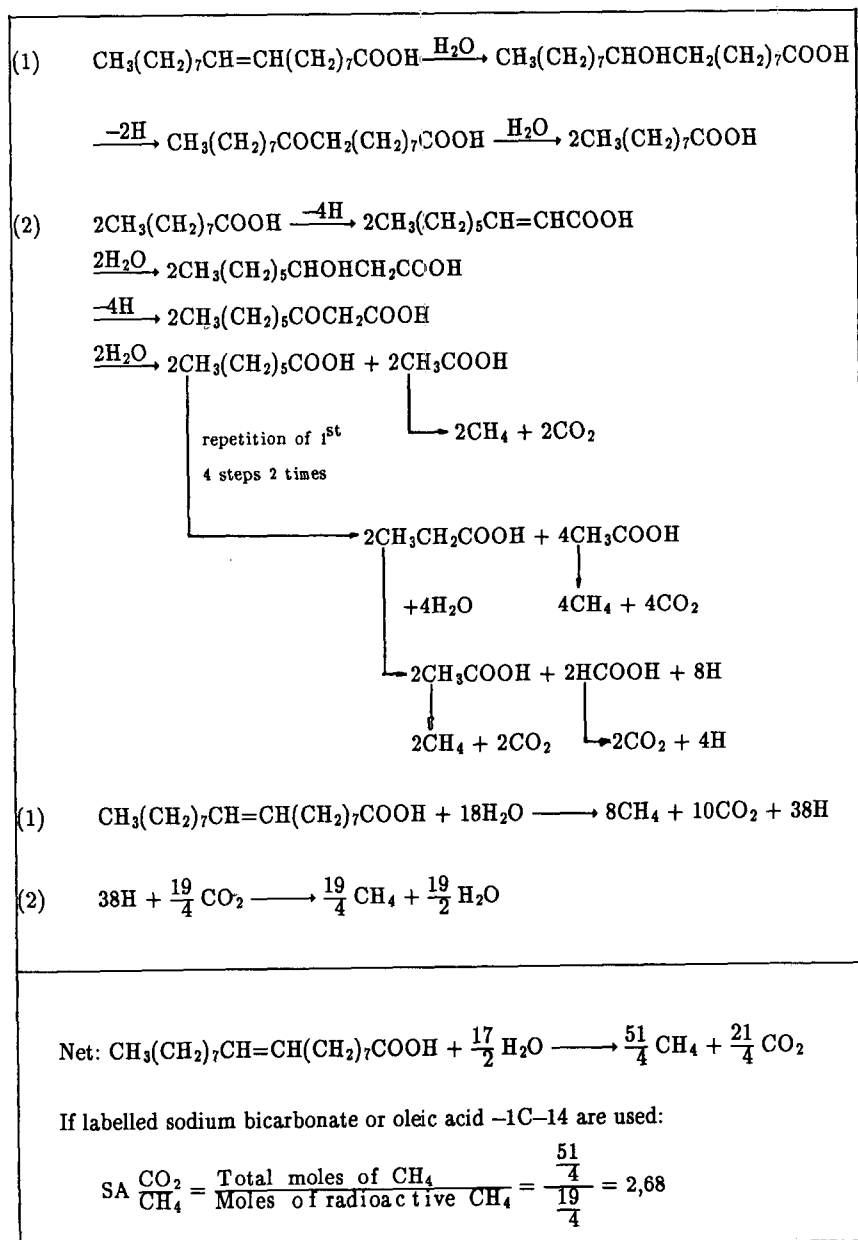 (1) CH₃(CH₂)₇CH=CH(CH₂)₇COOH H₂O→ CH₃(CH₂)₇CHOHCH₂(CH₂)₇COOH
–2H→ CH₃(CH₂)₇COCH₂(CH₂)₇COOH H₂O→ 2CH₃(CH₂)₇COOH
(2) 2CH₃(CH₂)₇COOH –4H→ 2CH₃(CH₂)₅CH=CHCOOH
2H₂O→ 2CH₃(CH₂)₅CHOHCH₂COOH
–4H→ 2CH₃(CH₂)₅COCH₂COOH
2H₂O→ 2CH₃(CH₂)₅COOH + 2CH₃COOH
2CH₄ + 2CO₂
repetition of 1ˢᵗ
4 steps 2 times
2CH₃CH₂COOH + 4CH₃COOH
+4H₂O 4CH₄ + 4CO₂
2CH₃COOH + 2HCOOH + 8H
2CH₄ + 2CO₂ 2CO₂ + 4H
(1) CH₃(CH₂)₇CH=CH(CH₂)₇COOH + 18H₂O → 8CH₄ + 10CO₂ + 38H
(2) 38H + 19/4 CO₂ → 19/4 CH₄ + 19/2 H₂O
Net: CH₃(CH₂)₇CH=CH(CH₂)₇COOH + 17/2 H₂O → 51/4 CH₄ + 21/4 CO₂
If labelled sodium bicarbonate or oleic acid –1C–14 are used:
SA CO₂/CH₄ = Total moles of CH₄/Moles of radioactive CH₄ = 51/4 / 19/4 = 2,68